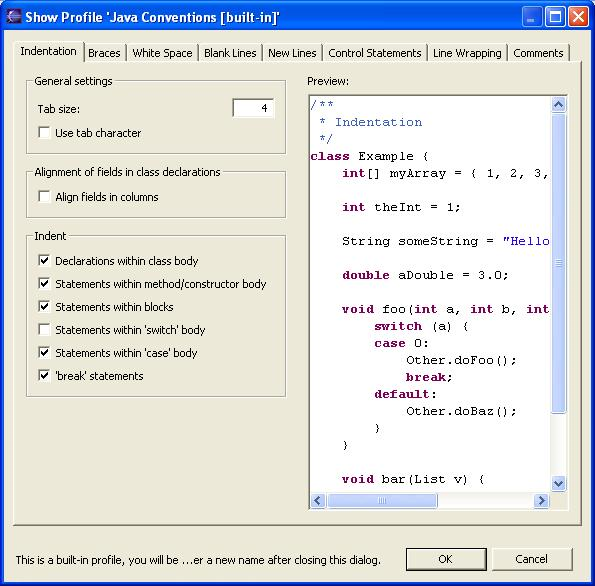 Show Profile 'Java Conventions [built-in]'
Indentation Braces White Space Blank Lines New Lines Control Statements Line Wrapping Comments
General settings
Tab size: 4
Use tab character
Alignment of fields in class declarations
Align fields in columns
Indent
Declarations within class body
Statements within method/constructor body
Statements within blocks
Statements within 'switch' body
Statements within 'case' body
'break' statements
Preview:
/**
 * Indentation
 */
class Example {
    int[] myArray = { 1, 2, 3,
    int theInt = 1;
    String someString = "Hello
    double aDouble = 3.0;
    void foo(int a, int b, int
        switch (a) {
        case 0:
            Other.doFoo();
            break;
        default:
            Other.doBaz();
        }
    }
    void bar(List v) {
This is a built-in profile, you will be ...er a new name after closing this dialog.
OK Cancel